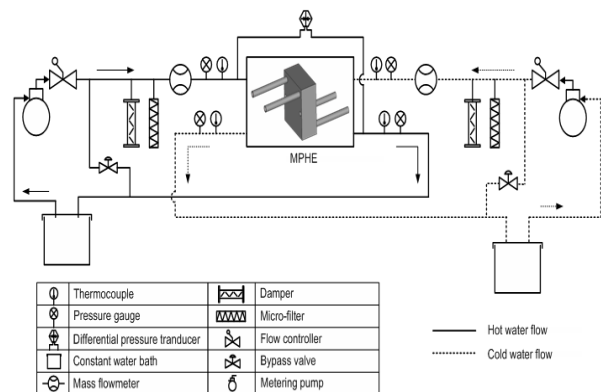 MPHE
Thermocouple
Damper
Pressure gauge
Micro-filter
Differential pressure tranducer
Flow controller
Constant water bath
Bypass valve
Mass flowmeter
Metering pump
Hot water flow
Cold water flow